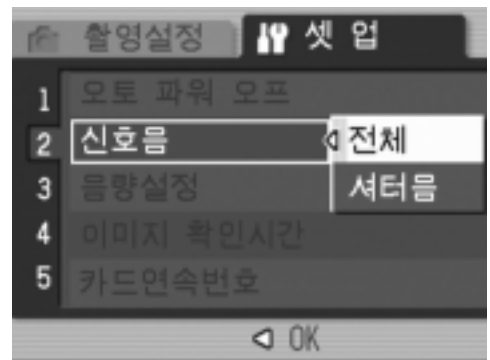 촬영설정 셋 업
1 오토 파워 오프
2 신호음 전체
3 음량설정 셔터음
4 이미지 확인시간
5 카드연속번호
OK